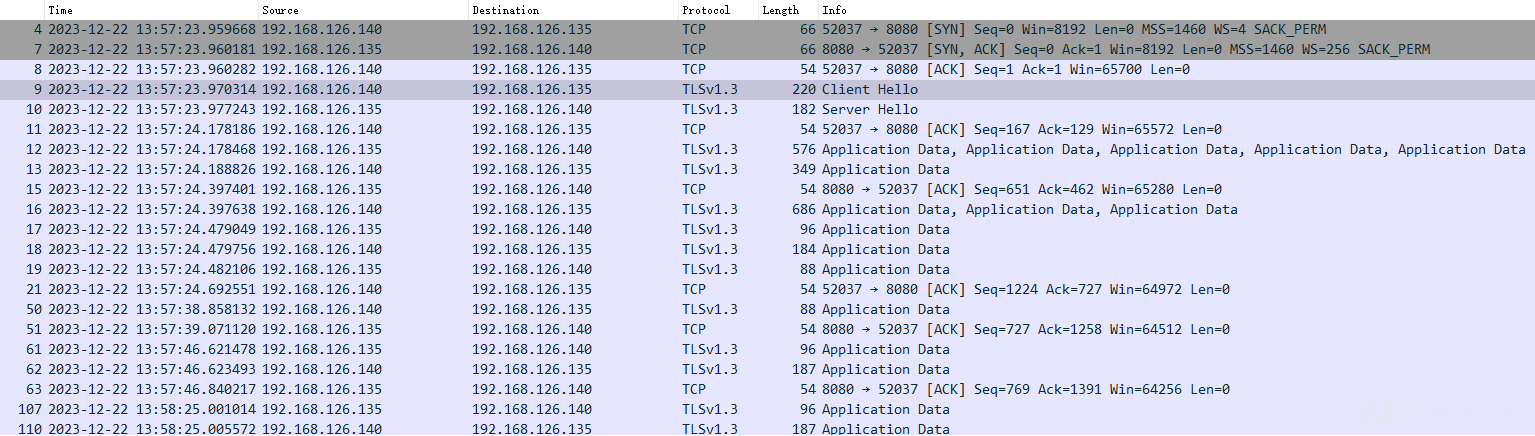 Time Source Destination Protocol Length Info
4 2023-12-22 13:57:23.959668 192.168.126.140 192.168.126.135 TCP 66 52037 → 8080 [SYN] Seq=0 Win=8192 Len=0 MSS=1460 WS=4 SACK_PERM
7 2023-12-22 13:57:23.960181 192.168.126.135 192.168.126.140 TCP 66 8080 → 52037 [SYN, ACK] Seq=0 Ack=1 Win=8192 Len=0 MSS=1460 WS=256 SACK_PERM
8 2023-12-22 13:57:23.960282 192.168.126.140 192.168.126.135 TCP 54 52037 → 8080 [ACK] Seq=1 Ack=1 Win=65700 Len=0
9 2023-12-22 13:57:23.970314 192.168.126.140 192.168.126.135 TLSv1.3 220 Client Hello
10 2023-12-22 13:57:23.977243 192.168.126.135 192.168.126.140 TLSv1.3 182 Server Hello
11 2023-12-22 13:57:24.178186 192.168.126.140 192.168.126.135 TCP 54 52037 → 8080 [ACK] Seq=167 Ack=129 Win=65572 Len=0
12 2023-12-22 13:57:24.178468 192.168.126.135 192.168.126.140 TLSv1.3 576 Application Data, Application Data, Application Data, Application Data, Application Data
13 2023-12-22 13:57:24.188826 192.168.126.140 192.168.126.135 TLSv1.3 349 Application Data
15 2023-12-22 13:57:24.397401 192.168.126.135 192.168.126.140 TCP 54 8080 → 52037 [ACK] Seq=651 Ack=462 Win=65280 Len=0
16 2023-12-22 13:57:24.397638 192.168.126.140 192.168.126.135 TLSv1.3 686 Application Data, Application Data, Application Data
17 2023-12-22 13:57:24.479049 192.168.126.135 192.168.126.140 TLSv1.3 96 Application Data
18 2023-12-22 13:57:24.479756 192.168.126.140 192.168.126.135 TLSv1.3 184 Application Data
19 2023-12-22 13:57:24.482106 192.168.126.135 192.168.126.140 TLSv1.3 88 Application Data
21 2023-12-22 13:57:24.692551 192.168.126.140 192.168.126.135 TCP 54 52037 → 8080 [ACK] Seq=1224 Ack=727 Win=64972 Len=0
50 2023-12-22 13:57:38.858132 192.168.126.140 192.168.126.135 TLSv1.3 88 Application Data
51 2023-12-22 13:57:39.071120 192.168.126.135 192.168.126.140 TCP 54 8080 → 52037 [ACK] Seq=727 Ack=1258 Win=64512 Len=0
61 2023-12-22 13:57:46.621478 192.168.126.135 192.168.126.140 TLSv1.3 96 Application Data
62 2023-12-22 13:57:46.623493 192.168.126.140 192.168.126.135 TLSv1.3 187 Application Data
63 2023-12-22 13:57:46.840217 192.168.126.135 192.168.126.140 TCP 54 8080 → 52037 [ACK] Seq=769 Ack=1391 Win=64256 Len=0
107 2023-12-22 13:58:25.001014 192.168.126.135 192.168.126.140 TLSv1.3 96 Application Data
110 2023-12-22 13:58:25.005572 192.168.126.140 192.168.126.135 TLSv1.3 187 Application Data